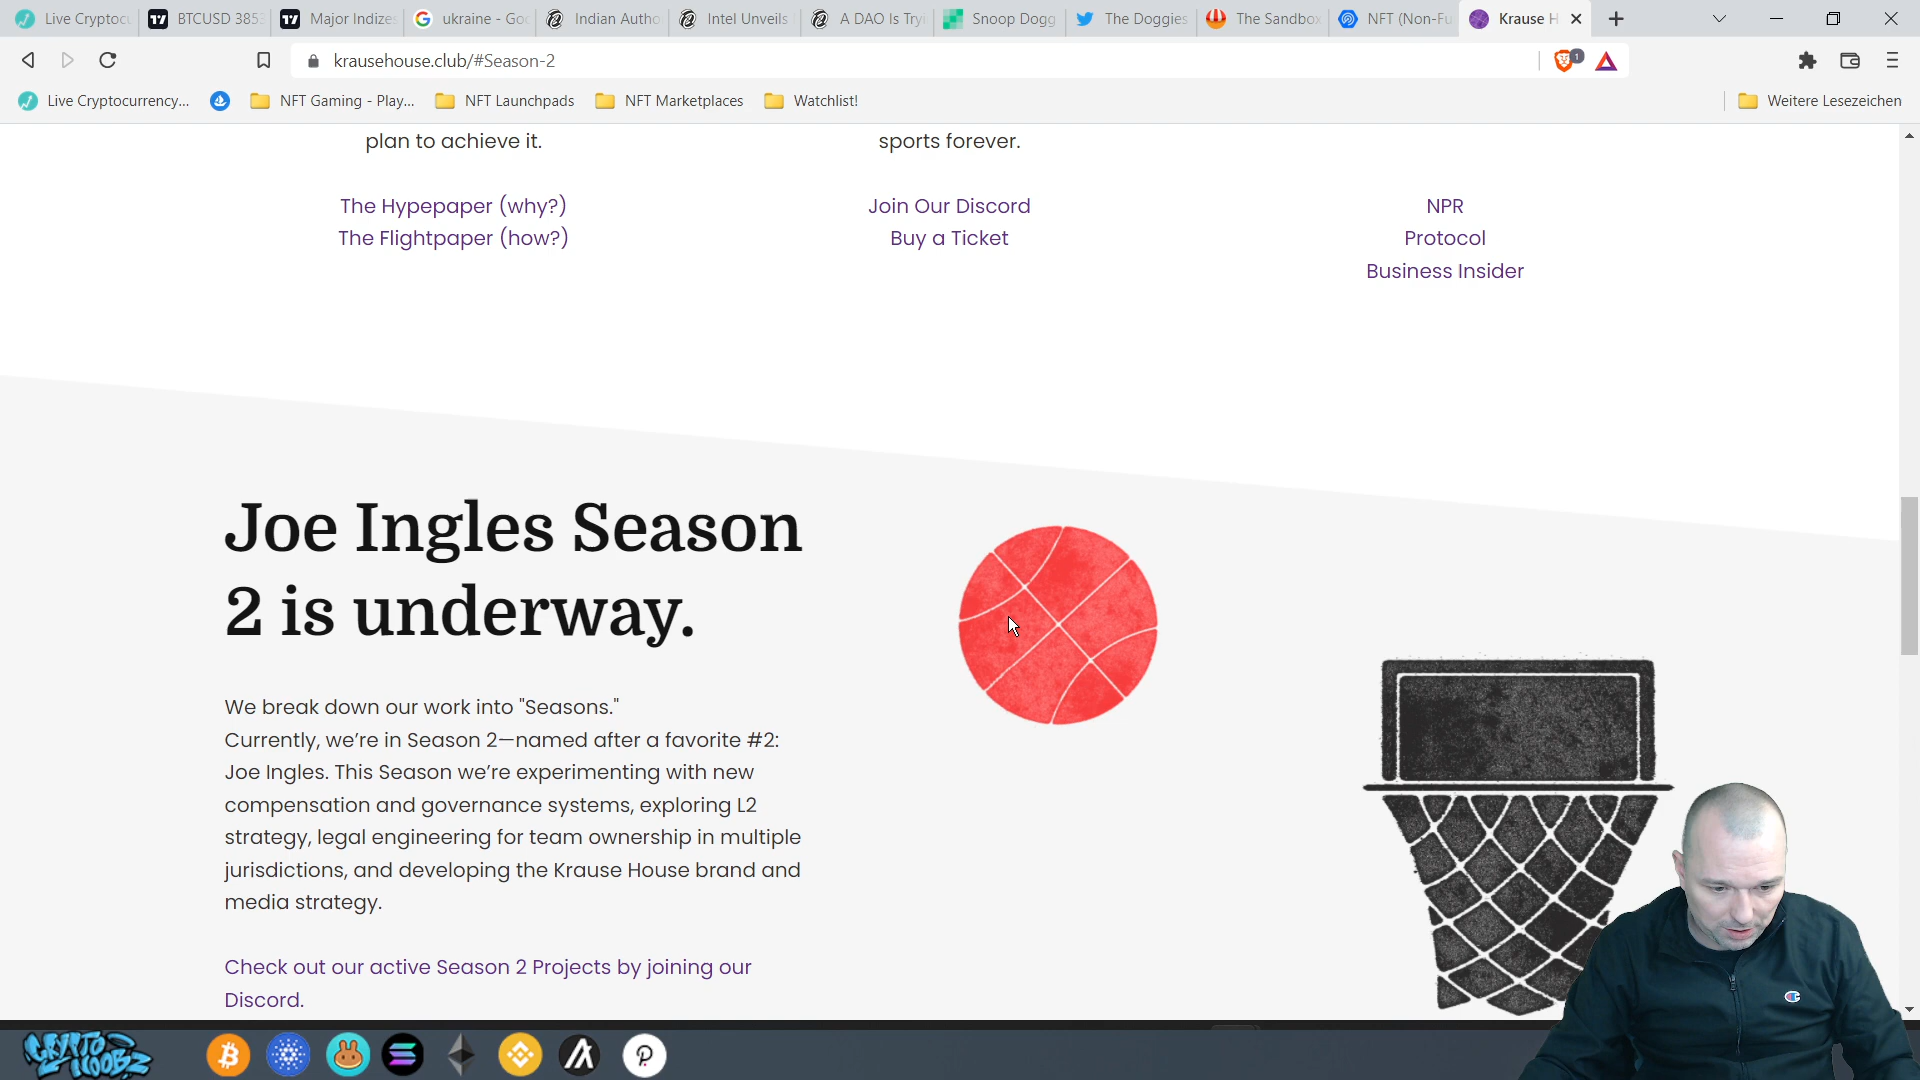 Live Cryptocu
BTCUSD 385
Major Indizes
ukraine - Goo
Indian Autho
Intel Unveils
A DAO Is Tryi
Snoop Dogg
The Doggies
The Sandbox
NFT (Non-Fu
Krause H
krausehouse.club/#Season-2
1
Live Cryptocurrency...
NFT Gaming - Play...
NFT Launchpads
NFT Marketplaces
Watchlist!
Weitere Lesezeichen
plan to achieve it.
sports forever.
The Hypepaper (why?)
Join Our Discord
NPR
The Flightpaper (how?)
Buy a Ticket
Protocol
Business Insider
Joe Ingles Season
2 is underway.
We break down our work into "Seasons."
Currently, we're in Season 2—named after a favorite #2:
Joe Ingles. This Season we're experimenting with new
compensation and governance systems, exploring L2
strategy, legal engineering for team ownership in multiple
jurisdictions, and developing the Krause House brand and
media strategy.
Check out our active Season 2 Projects by joining our
Discord.
CRYPTO
NOOBZ